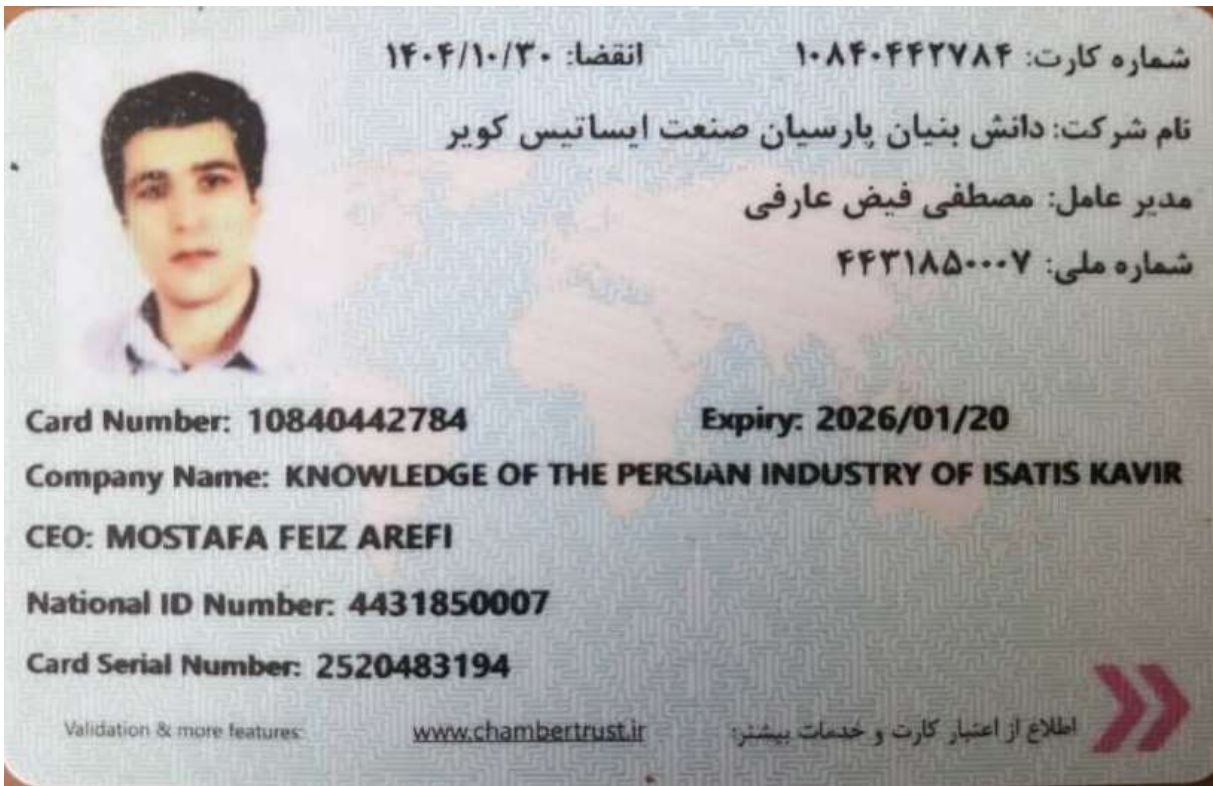 شماره کارت: ۱۰۸۴۰۴۴۲۷۸۴ انقضا: ۱۴۰۴/۱۰/۳۰
نام شرکت: دانش بنیان پارسیان صنعت ایساتیس کویر
مدیر عامل: مصطفی فیض عارفی
شماره ملی: ۴۴۳۱۸۵۰۰۰۷
Card Number: 10840442784 Expiry: 2026/01/20
Company Name: KNOWLEDGE OF THE PERSIAN INDUSTRY OF ISATIS KAVIR
CEO: MOSTAFA FEIZ AREFI
National ID Number: 4431850007
Card Serial Number: 2520483194
Validation & more features: www.chambertrust.ir اطلاع از اعتبار کارت و خدمات بیشتر: